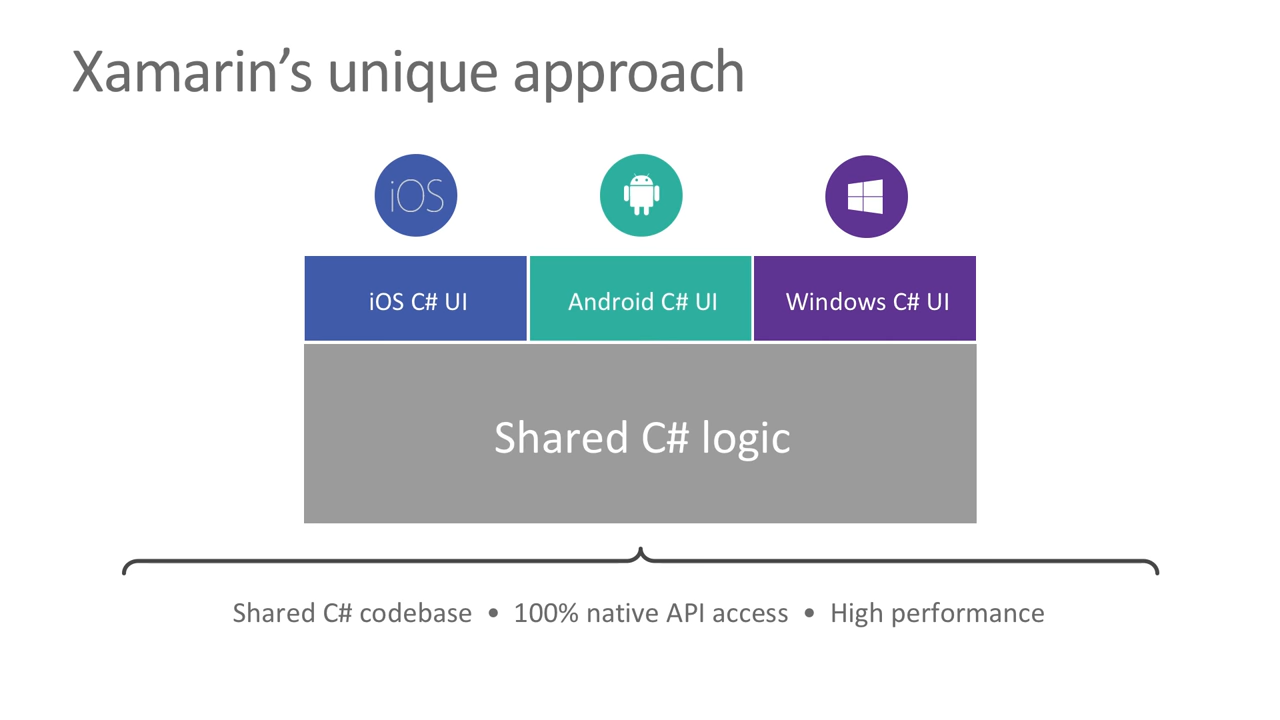 Xamarin’s unique approach
iOS
iOS C# UI
Android C# UI
Windows C# UI
Shared C# logic
Shared C# codebase • 100% native API access • High performance